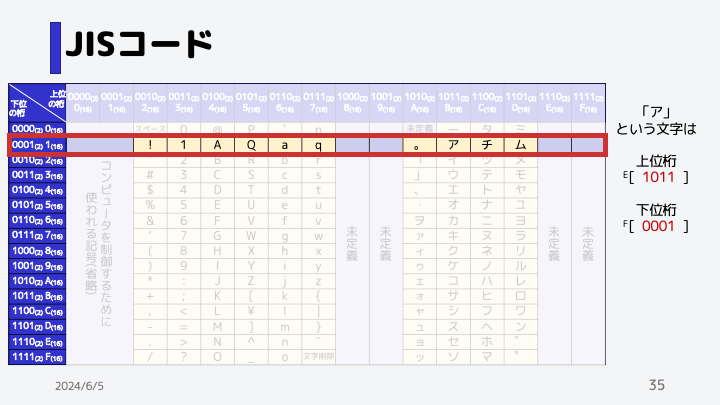 JISコード
上位の桁 下位の桁 0000(2) 0(16) 0001(2) 1(16) 0010(2) 2(16) 0011(2) 3(16) 0100(2) 4(16) 0101(2) 5(16) 0110(2) 6(16) 0111(2) 7(16) 1000(2) 8(16) 1001(2) 9(16) 1010(2) A(16) 1011(2) B(16) 1100(2) C(16) 1101(2) D(16) 1110(2) E(16) 1111(2) F(16)
0000(2) 0(16) スペース 0 @ P ` p 未定義 ー タ ミ
0001(2) 1(16) ! 1 A Q a q 。 ア チ ム
0010(2) 2(16) 2 B R b r 「 イ ツ メ
0011(2) 3(16) # 3 C S c s 」 ウ テ モ
0100(2) 4(16) $ 4 D T d t 、 エ ト ヤ
0101(2) 5(16) % 5 E U e u ・ オ ナ ユ
0110(2) 6(16) & 6 F V f v ヲ カ ニ ヨ
0111(2) 7(16) ' 7 G W g w ァ キ ヌ ラ
1000(2) 8(16) ( 8 H X h x ィ ク ネ リ
1001(2) 9(16) ) 9 I Y i y ゥ ケ ノ ル
1010(2) A(16) * : J Z j z ェ コ ハ レ
1011(2) B(16) + ; K [ k { ォ サ ヒ ロ
1100(2) C(16) , < L ¥ l | ャ シ フ ワ
1101(2) D(16) - = M ] m } ュ ス ヘ ン
1110(2) E(16) . > N ^ n ‾ ョ セ ホ ゛
1111(2) F(16) / ? O _ o 文字削除 ッ ソ マ ゜
コンピュータを制御するために
使われる記号(省略)
未定義
未定義
未定義
未定義
「ア」
という文字は
上位桁
E[ 1011 ]
下位桁
F[ 0001 ]
2024/6/5
35